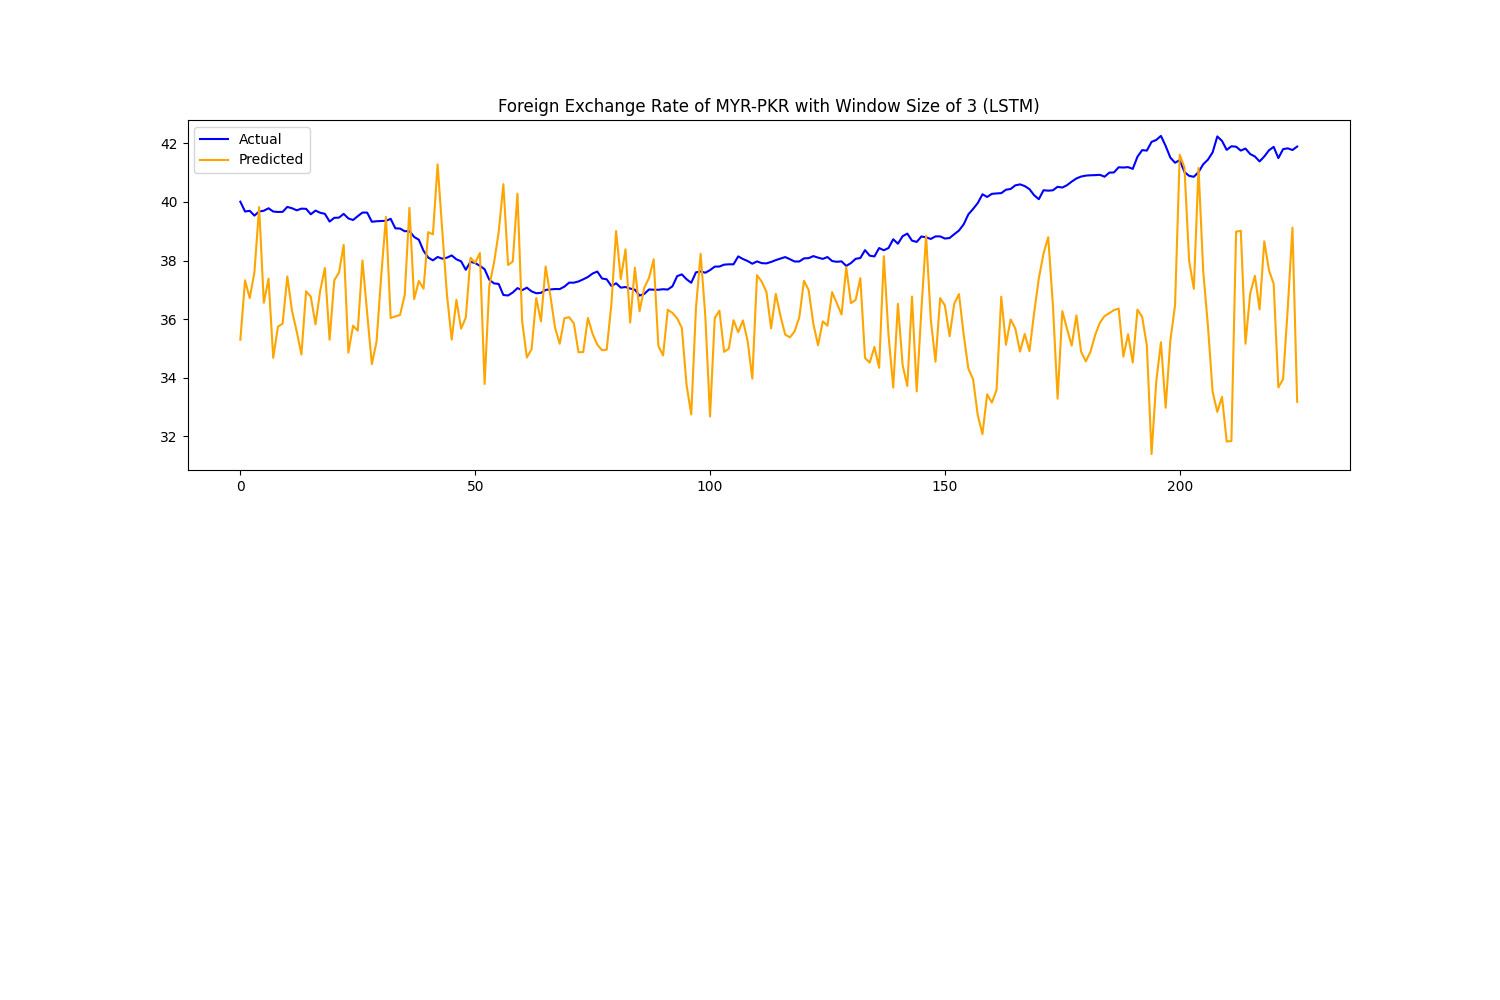 Foreign Exchange Rate of MYR-PKR with Window Size of 3 (LSTM)
Actual
Predicted
42
40
38
36
34
32
0 50 100 150 200